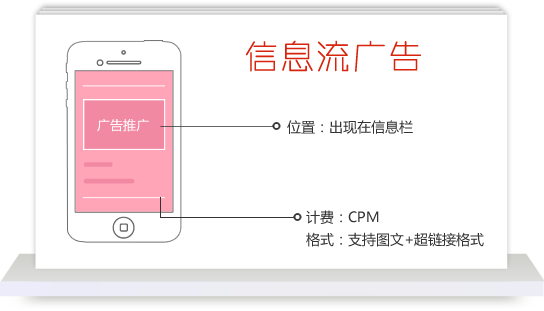 信息流广告
广告推广
位置：出现在信息栏
计费：CPM
格式：支持图文+超链接格式